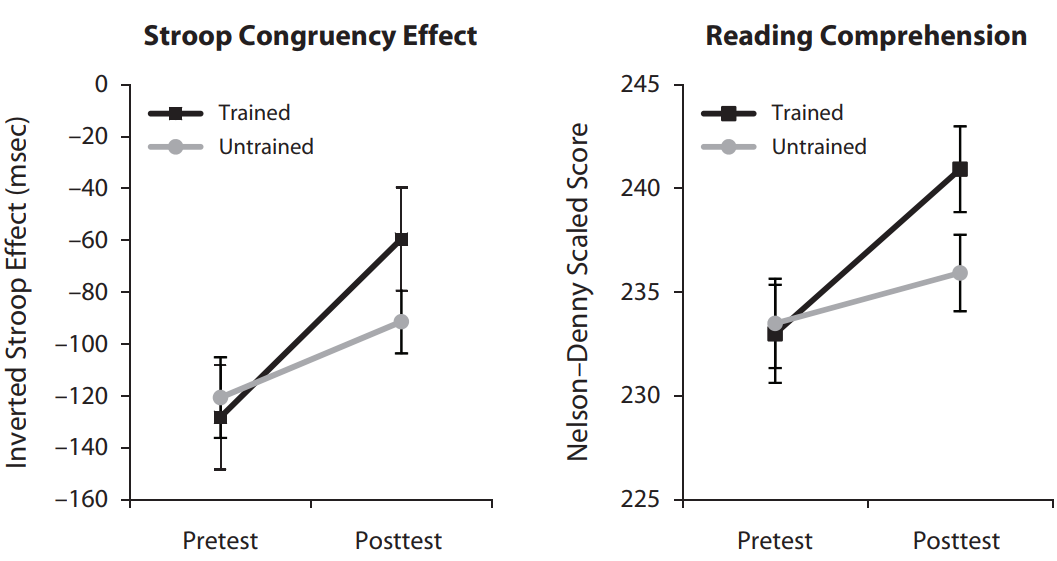 Stroop Congruency Effect
Inverted Stroop Effect (msec)
0
–20
–40
–60
–80
–100
–120
–140
–160
Trained
Untrained
Pretest
Posttest
Reading Comprehension
Nelson–Denny Scaled Score
245
240
235
230
225
Trained
Untrained
Pretest
Posttest